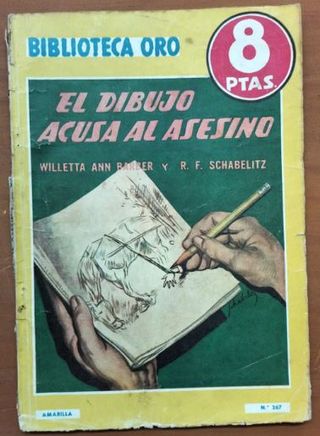 BIBLIOTECA ORO
8
PTAS.
EL DIBUJO
ACUSA AL ASESINO
WILLETTA ANN BARBER Y R. F. SCHABELITZ
AMARILLA
N.º 267